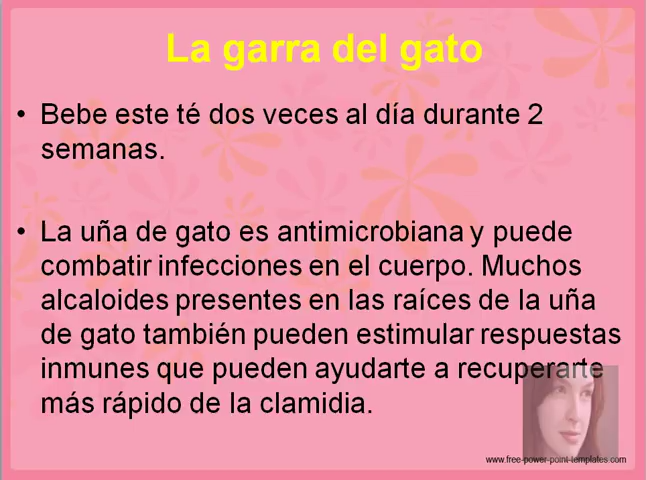 La garra del gato
• Bebe este té dos veces al día durante 2
semanas.
• La uña de gato es antimicrobiana y puede
combatir infecciones en el cuerpo. Muchos
alcaloides presentes en las raíces de la uña
de gato también pueden estimular respuestas
inmunes que pueden ayudarte a recuperarte
más rápido de la clamidia.
www.free-power-point-templates.com